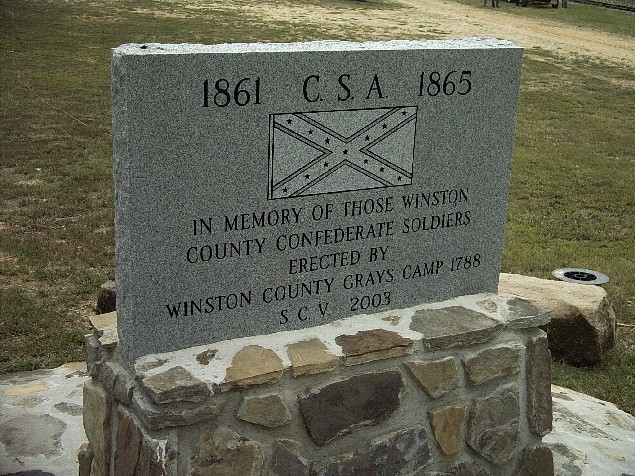 1861 C.S.A. 1865
IN MEMORY OF THOSE WINSTON
COUNTY CONFEDERATE SOLDIERS
ERECTED BY
WINSTON COUNTY GRAYS CAMP 1788
S C V 2003